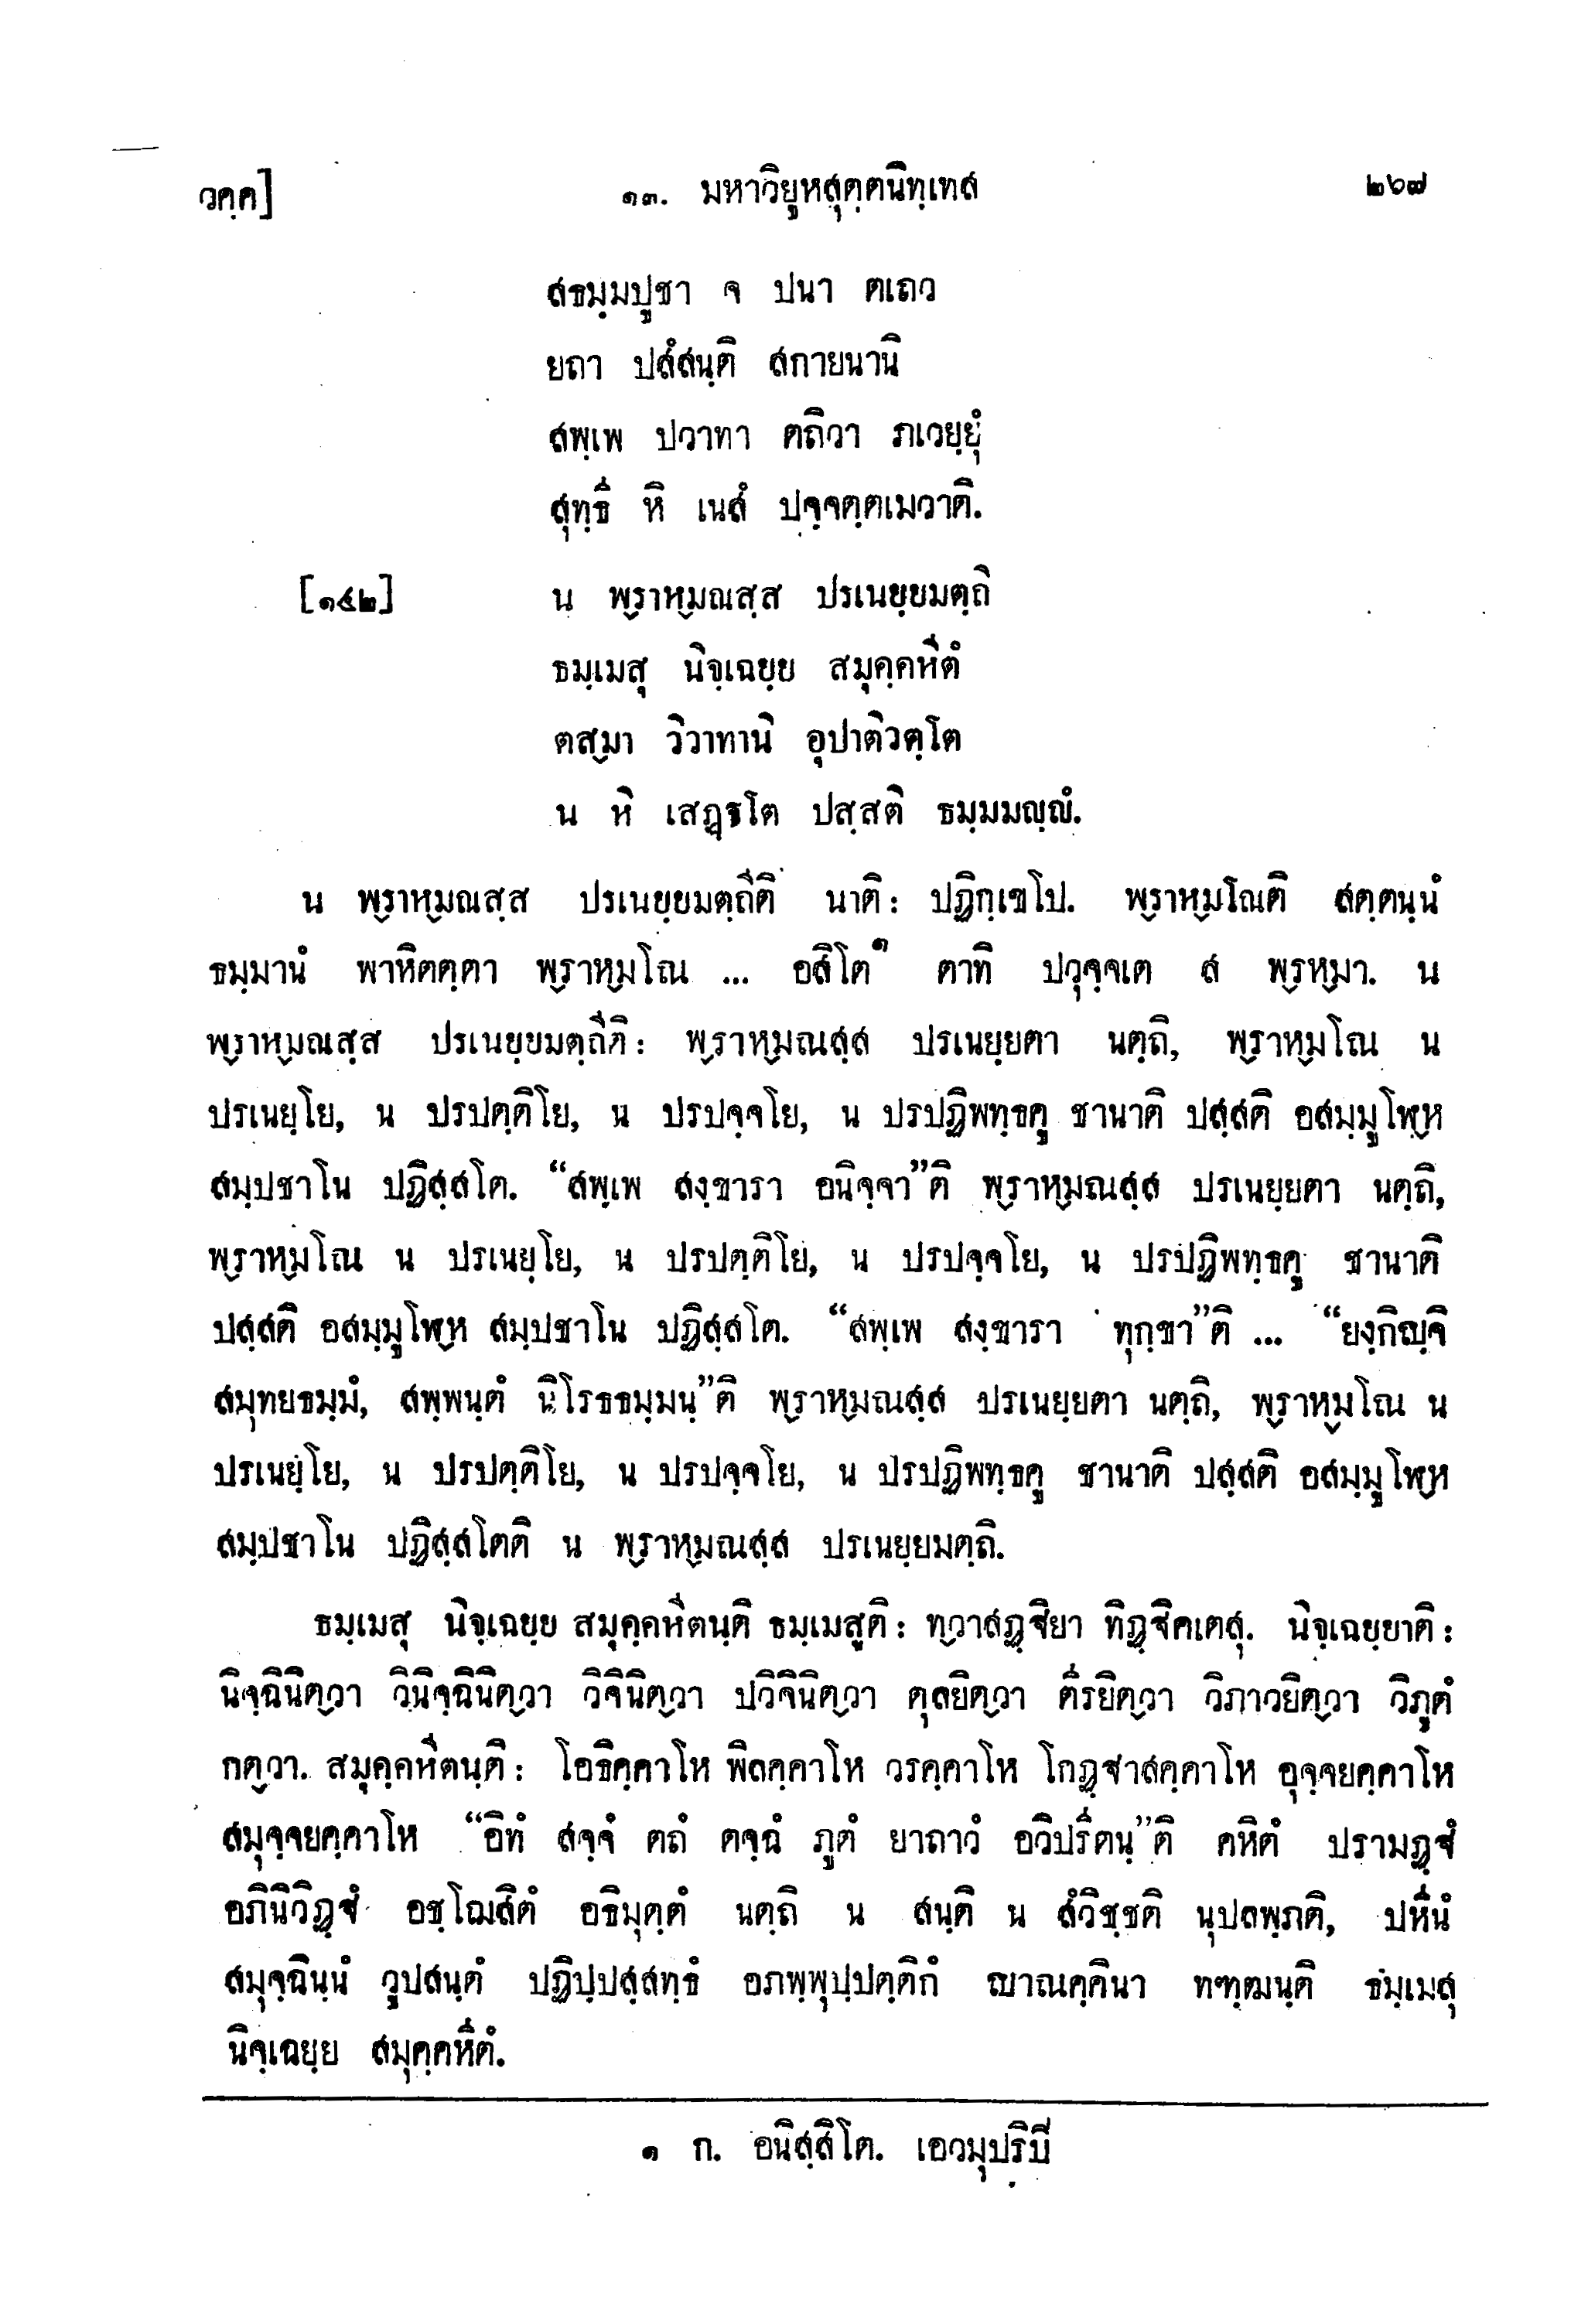 วคฺค]
๑๓. มหาวิยูหสุตฺตนิทฺเทส
๒๖๗
สธมฺมปูชา จ ปนา ตเถว
ยถา ปสํสนฺติ สกายนานิ
สพฺเพ ปวาทา ตถิวา ภเวยฺยุํ
สุทฺธี หิ เนสํ ปจฺจตฺตเมวาติ.
[๑๔๒]
น พฺราหฺมณสฺส ปรเนยฺยมตฺถิ
ธมฺเมสุ นิจฺเฉยฺย สมุคฺคหีตํ
ตสฺมา วิวาทานิ อุปาติวตฺโต
น หิ เสฏฺฐโต ปสฺสติ ธมฺมมญฺญํ.
น พฺราหฺมณสฺส ปรเนยฺยมตฺถีติ นาติ: ปฏิกฺเขโป. พฺราหฺมโณติ สตฺตนฺนํ
ธมฺมานํ พาหิตตฺตา พฺราหฺมโณ ... อสิโต๑ ตาทิ ปวุจฺจเต ส พฺรหฺมา. น
พฺราหฺมณสฺส ปรเนยฺยมตฺถีติ: พฺราหฺมณสฺส ปรเนยฺยตา นตฺถิ, พฺราหฺมโณ น
ปรเนยฺโย, น ปรปตฺติโย, น ปรปจฺจโย, น ปรปฏิพทฺธคู ชานาติ ปสฺสติ อสมฺมูโฬฺห
สมฺปชาโน ปฏิสฺสโต. “สพฺเพ สงฺขารา อนิจฺจา”ติ พฺราหฺมณสฺส ปรเนยฺยตา นตฺถิ,
พฺราหฺมโณ น ปรเนยฺโย, น ปรปตฺติโย, น ปรปจฺจโย, น ปรปฏิพทฺธคู ชานาติ
ปสฺสติ อสมฺมูโฬฺห สมฺปชาโน ปฏิสฺสโต. “สพฺเพ สงฺขารา ทุกฺขา”ติ ... “ยงฺกิญฺจิ
สมุทยธมฺมํ, สพฺพนฺตํ นิโรธธมฺมนฺ”ติ พฺราหฺมณสฺส ปรเนยฺยตา นตฺถิ, พฺราหฺมโณ น
ปรเนยฺโย, น ปรปตฺติโย, น ปรปจฺจโย, น ปรปฏิพทฺธคู ชานาติ ปสฺสติ อสมฺมูโฬฺห
สมฺปชาโน ปฏิสฺสโตติ น พฺราหฺมณสฺส ปรเนยฺยมตฺถิ.
ธมฺเมสุ นิจฺเฉยฺย สมุคฺคหีตนฺติ ธมฺเมสูติ: ทฺวาสฏฺฐิยา ทิฏฺฐิคเตสุ. นิจฺเฉยฺยาติ:
นิจฺฉินิตฺวา วินิจฺฉินิตฺวา วิจินิตฺวา ปวิจินิตฺวา ตุลยิตฺวา ตีรยิตฺวา วิภาวยิตฺวา วิภูตํ
กตฺวา. สมุคฺคหีตนฺติ: โอธิคฺคาโห พิลคฺคาโห วรคฺคาโห โกฏฺฐาสคฺคาโห อุจฺจยคฺคาโห
สมุจฺจยคฺคาโห “อิทํ สจฺจํ ตถํ ตจฺฉํ ภูตํ ยาถาวํ อวิปรีตนฺ”ติ คหิตํ ปรามฏฺฐํ
อภินิวิฏฺฐํ อชฺโฌสิตํ อธิมุตฺตํ นตฺถิ น สนฺติ น สํวิชฺชติ นุปลพฺภติ, ปหีนํ
สมุจฺฉินฺนํ วูปสนฺตํ ปฏิปฺปสฺสทฺธํ อภพฺพุปฺปตฺติกํ ญาณคฺคินา ทฑฺฒนฺติ ธมฺเมสุ
นิจฺเฉยฺย สมุคฺคหีตํ.
๑ ก. อนิสฺสิโต. เอวมุปริปิ